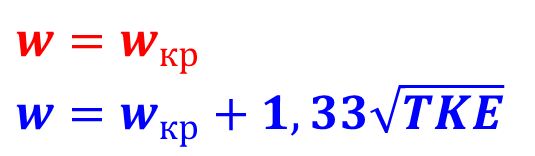 w = wкр
w = wкр + 1,33√TKE